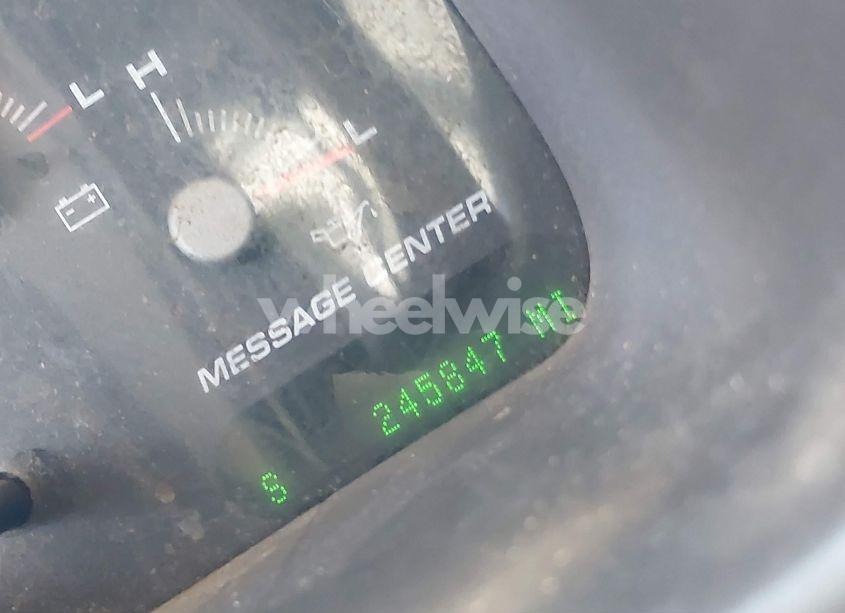 L H
L
MESSAGE CENTER
wheelwise
245847 MI
S